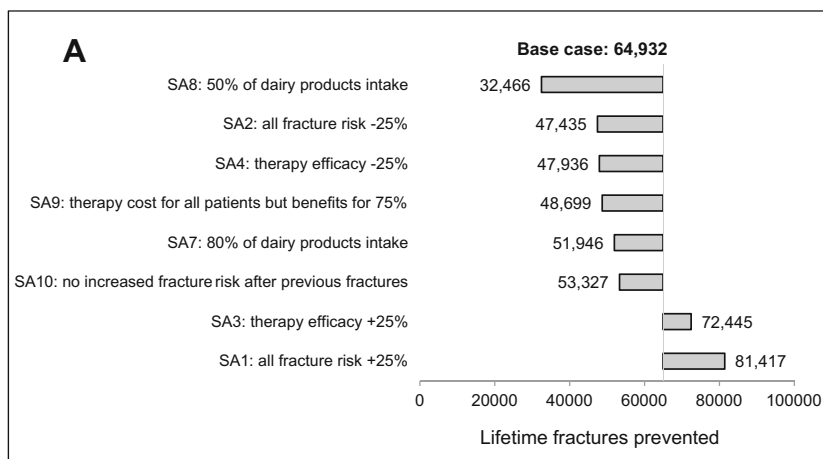 A
Base case: 64,932
SA8: 50% of dairy products intake 32,466
SA2: all fracture risk -25% 47,435
SA4: therapy efficacy -25% 47,936
SA9: therapy cost for all patients but benefits for 75% 48,699
SA7: 80% of dairy products intake 51,946
SA10: no increased fracture risk after previous fractures 53,327
SA3: therapy efficacy +25% 72,445
SA1: all fracture risk +25% 81,417
0 20000 40000 60000 80000 100000
Lifetime fractures prevented